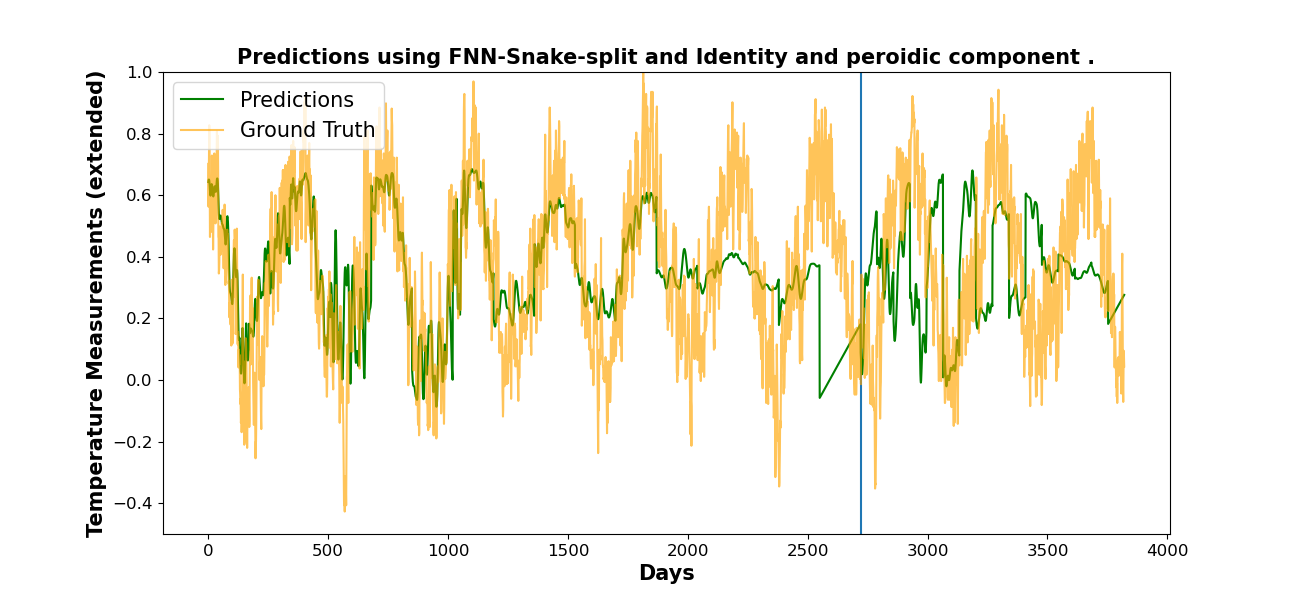 Predictions using FNN-Snake-split and Identity and peroidic component .
Temperature Measurements (extended)
1.0
0.8
0.6
0.4
0.2
0.0
−0.2
−0.4
Predictions
Ground Truth
0 500 1000 1500 2000 2500 3000 3500 4000
Days